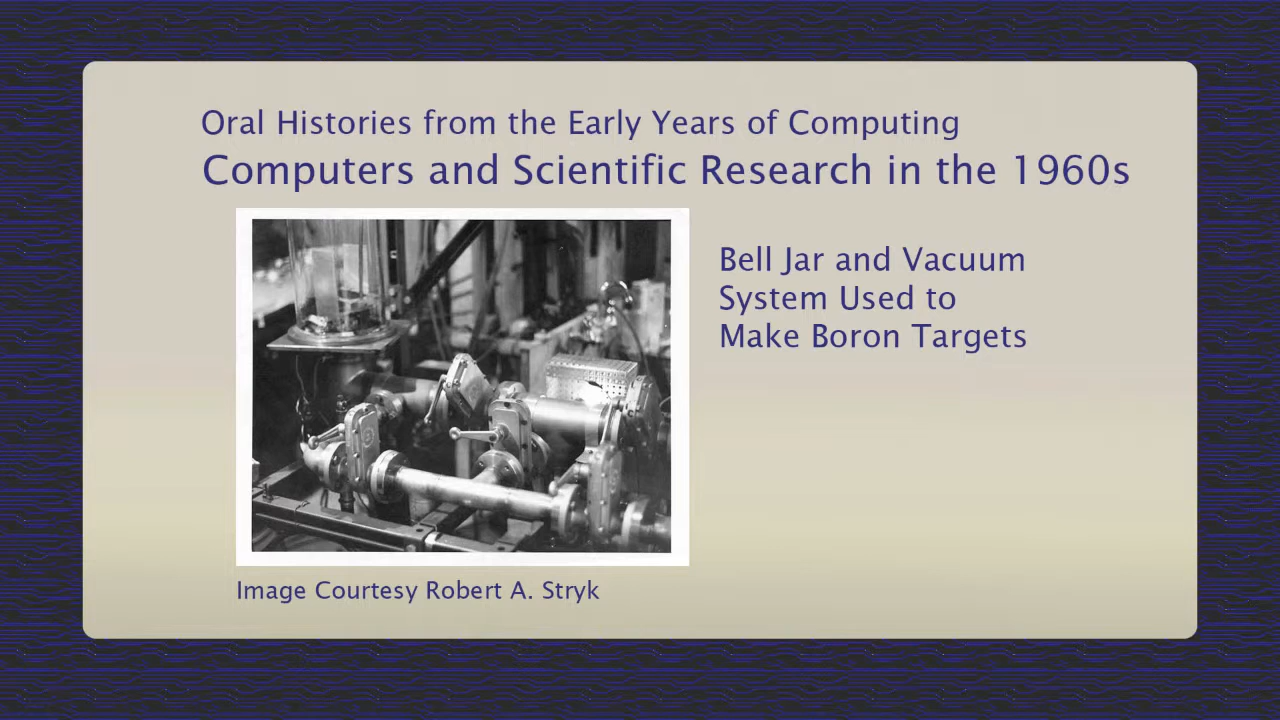 Oral Histories from the Early Years of Computing
Computers and Scientific Research in the 1960s
Bell Jar and Vacuum
System Used to
Make Boron Targets
Image Courtesy Robert A. Stryk